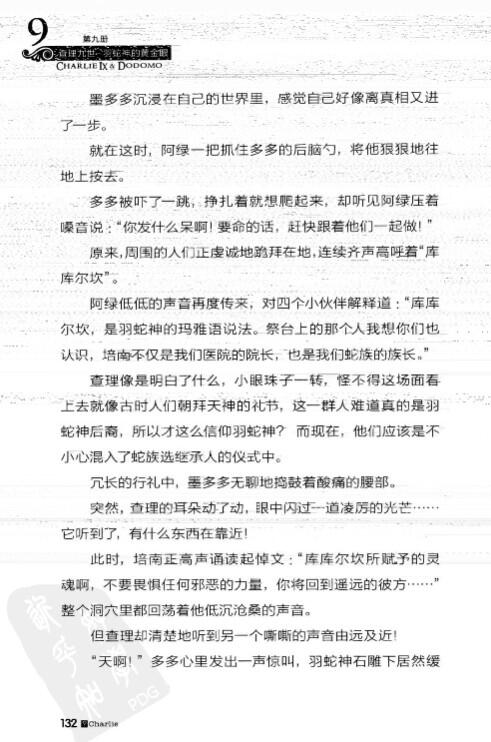 9
第九册
查理九世·羽蛇神的黄金眼
CHARLIE IX & DODOMO
墨多多沉浸在自己的世界里，感觉自己好像离真相又进
了一步。
就在这时，阿绿一把抓住多多的后脑勺，将他狠狠地往
地上按去。
多多被吓了一跳，挣扎着就想爬起来，却听见阿绿压着
嗓音说：“你发什么呆啊！要命的话，赶快跟着他们一起做！”
原来，周围的人们正虔诚地跪拜在地，连续齐声高呼着“库
库尔坎”。
阿绿低低的声音再度传来，对四个小伙伴解释道：“库库
尔坎，是羽蛇神的玛雅语说法。祭台上的那个人我想你们也
认识，培南不仅是我们医院的院长，也是我们蛇族的族长。”
查理像是明白了什么，小眼珠子一转，怪不得这场面看
上去就像古时人们朝拜天神的礼节，这一群人难道真的是羽
蛇神后裔，所以才这么信仰羽蛇神？而现在，他们应该是不
小心混入了蛇族选继承人的仪式中。
冗长的行礼中，墨多多无聊地捣鼓着酸痛的腰部。
突然，查理的耳朵动了动，眼中闪过一道凌厉的光芒……
它听到了，有什么东西在靠近！
此时，培南正高声诵读起悼文：“库库尔坎所赋予的灵
魂啊，不要畏惧任何邪恶的力量，你将回到遥远的彼方……”
整个洞穴里都回荡着他低沉沧桑的声音。
但查理却清楚地听到另一个嘶嘶的声音由远及近！
“天啊！”多多心里发出一声惊叫，羽蛇神石雕下居然缓
PDG
132 Charlie